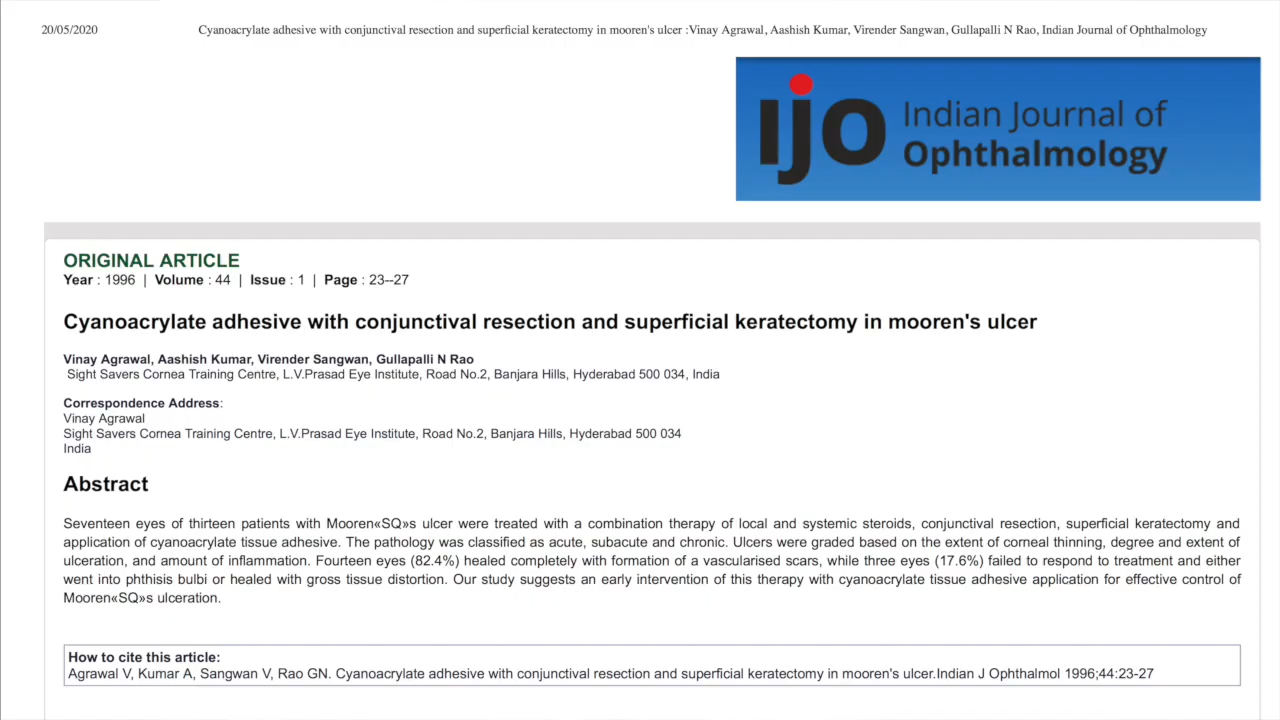 20/05/2020 Cyanoacrylate adhesive with conjunctival resection and superficial keratectomy in mooren's ulcer :Vinay Agrawal, Aashish Kumar, Virender Sangwan, Gullapalli N Rao, Indian Journal of Ophthalmology
ijo Indian Journal of
Ophthalmology
ORIGINAL ARTICLE
Year : 1996 | Volume : 44 | Issue : 1 | Page : 23--27
Cyanoacrylate adhesive with conjunctival resection and superficial keratectomy in mooren's ulcer
Vinay Agrawal, Aashish Kumar, Virender Sangwan, Gullapalli N Rao
Sight Savers Cornea Training Centre, L.V.Prasad Eye Institute, Road No.2, Banjara Hills, Hyderabad 500 034, India
Correspondence Address:
Vinay Agrawal
Sight Savers Cornea Training Centre, L.V.Prasad Eye Institute, Road No.2, Banjara Hills, Hyderabad 500 034
India
Abstract
Seventeen eyes of thirteen patients with Mooren«SQ»s ulcer were treated with a combination therapy of local and systemic steroids, conjunctival resection, superficial keratectomy and
application of cyanoacrylate tissue adhesive. The pathology was classified as acute, subacute and chronic. Ulcers were graded based on the extent of corneal thinning, degree and extent of
ulceration, and amount of inflammation. Fourteen eyes (82.4%) healed completely with formation of a vascularised scars, while three eyes (17.6%) failed to respond to treatment and either
went into phthisis bulbi or healed with gross tissue distortion. Our study suggests an early intervention of this therapy with cyanoacrylate tissue adhesive application for effective control of
Mooren«SQ»s ulceration.
How to cite this article:
Agrawal V, Kumar A, Sangwan V, Rao GN. Cyanoacrylate adhesive with conjunctival resection and superficial keratectomy in mooren's ulcer.Indian J Ophthalmol 1996;44:23-27